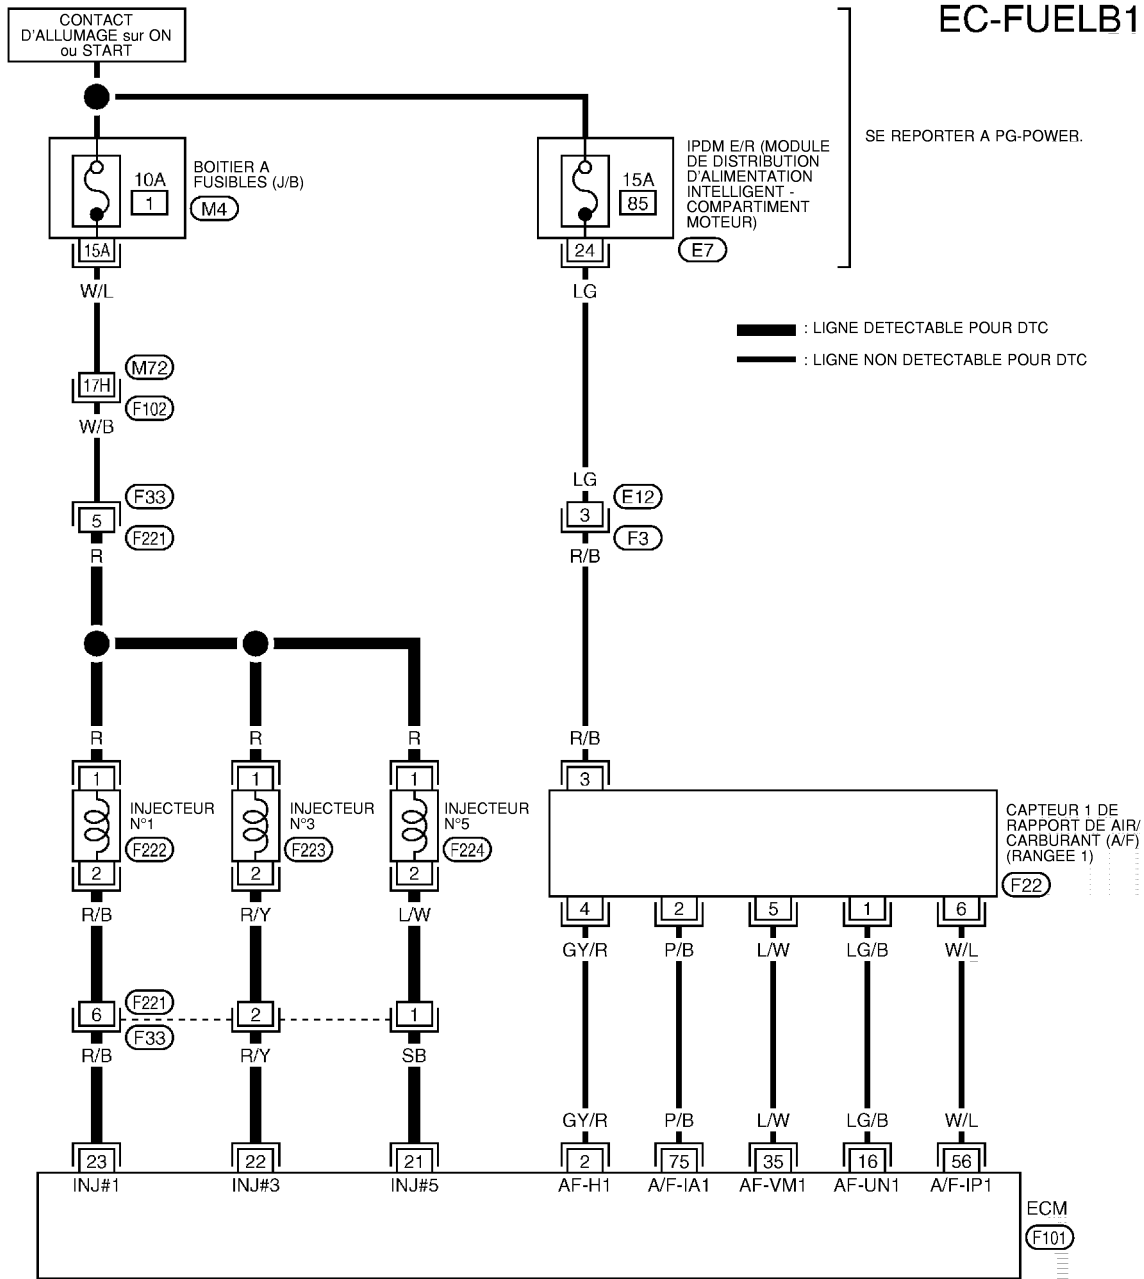 EC-FUELB1
CONTACT
D'ALLUMAGE sur ON
ou START
SE REPORTER A PG-POWER.
10A
1
BOITIER A
FUSIBLES (J/B)
M4
15A
85
IPDM E/R (MODULE
DE DISTRIBUTION
D'ALIMENTATION
INTELLIGENT -
COMPARTIMENT
MOTEUR)
E7
15A
24
W/L
LG
: LIGNE DETECTABLE POUR DTC
: LIGNE NON DETECTABLE POUR DTC
M72
17H
F102
W/B
LG
F33
E12
5
3
F221
F3
R
R/B
R
R
R
R/B
1
1
1
3
INJECTEUR
N°1
F222
INJECTEUR
N°3
F223
INJECTEUR
N°5
F224
CAPTEUR 1 DE
RAPPORT DE AIR/
CARBURANT (A/F)
(RANGEE 1)
F22
2
2
2
4
2
5
1
6
R/B
R/Y
L/W
GY/R
P/B
L/W
LG/B
W/L
F221
6
2
1
F33
R/B
R/Y
SB
GY/R
P/B
L/W
LG/B
W/L
23
22
21
2
75
35
16
56
INJ#1
INJ#3
INJ#5
AF-H1
A/F-IA1
AF-VM1
AF-UN1
A/F-IP1
ECM
F101